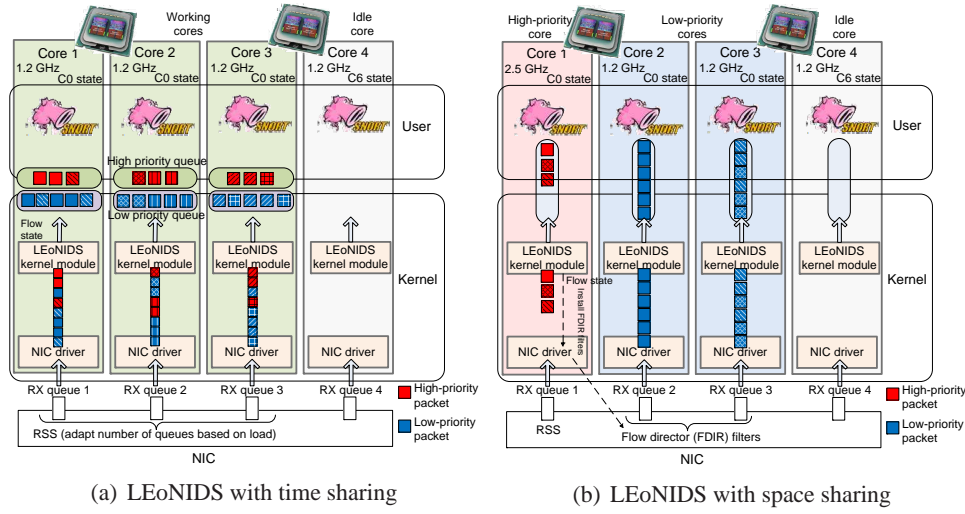 Working cores
Idle core
Core 1
Core 2
Core 3
Core 4
1.2 GHz
C0 state
1.2 GHz
C0 state
1.2 GHz
C0 state
1.2 GHz
C6 state
SNORT
SNORT
SNORT
SNORT
User
High priority queue
Low priority queue
Flow state
LEoNIDS kernel module
LEoNIDS kernel module
LEoNIDS kernel module
LEoNIDS kernel module
Kernel
NIC driver
NIC driver
NIC driver
NIC driver
RX queue 1
RX queue 2
RX queue 3
RX queue 4
High-priority packet
Low-priority packet
RSS (adapt number of queues based on load)
NIC
(a) LEoNIDS with time sharing
High-priority core
Low-priority cores
Idle core
Core 1
Core 2
Core 3
Core 4
2.5 GHz
C0 state
1.2 GHz
C0 state
1.2 GHz
C0 state
1.2 GHz
C6 state
SNORT
SNORT
SNORT
SNORT
User
LEoNIDS kernel module
LEoNIDS kernel module
LEoNIDS kernel module
LEoNIDS kernel module
Flow state
Install FDIR filters
Kernel
NIC driver
NIC driver
NIC driver
NIC driver
RX queue 1
RX queue 2
RX queue 3
RX queue 4
High-priority packet
Low-priority packet
RSS
Flow director (FDIR) filters
NIC
(b) LEoNIDS with space sharing